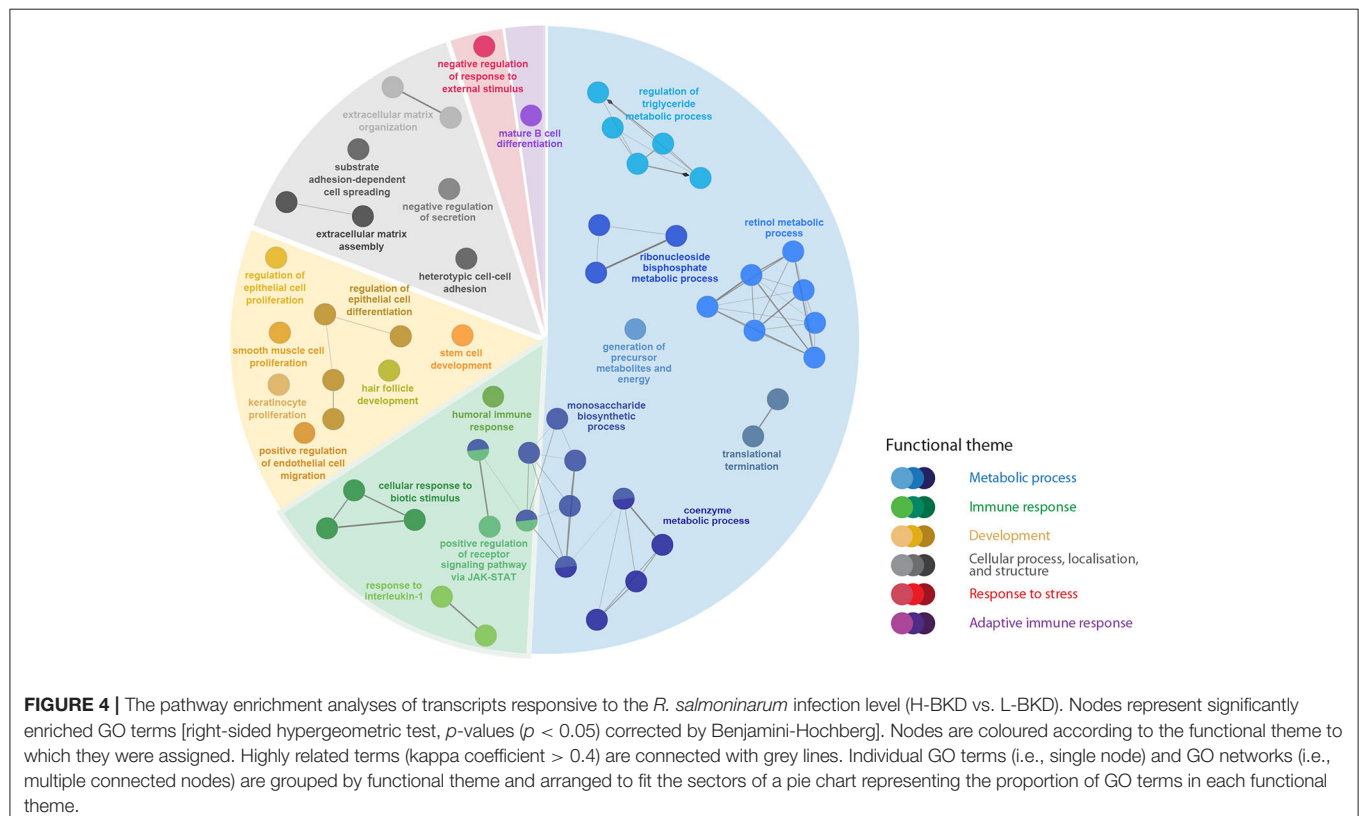 negative regulation
of response to
external stimulus
mature B cell
differentiation
extracellular matrix
organization
substrate
adhesion-dependent
cell spreading
negative regulation
of secretion
extracellular matrix
assembly
heterotypic cell-cell
adhesion
regulation of
triglyceride
metabolic process
ribonucleoside
bisphosphate
metabolic process
retinol metabolic
process
generation of
precursor
metabolites and
energy
translational
termination
monosaccharide
biosynthetic
process
coenzyme
metabolic process
regulation of
epithelial cell
proliferation
regulation of
epithelial cell
differentiation
smooth muscle cell
proliferation
stem cell
development
hair follicle
development
keratinocyte
proliferation
positive regulation
of endothelial cell
migration
humoral immune
response
cellular response to
biotic stimulus
positive regulation
of receptor
signaling pathway
via JAK-STAT
response to
interleukin-1
Functional theme
Metabolic process
Immune response
Development
Cellular process, localisation,
and structure
Response to stress
Adaptive immune response
FIGURE 4 | The pathway enrichment analyses of transcripts responsive to the R. salmoninarum infection level (H-BKD vs. L-BKD). Nodes represent significantly
enriched GO terms [right-sided hypergeometric test, p-values (p < 0.05) corrected by Benjamini-Hochberg]. Nodes are coloured according to the functional theme to
which they were assigned. Highly related terms (kappa coefficient > 0.4) are connected with grey lines. Individual GO terms (i.e., single node) and GO networks (i.e.,
multiple connected nodes) are grouped by functional theme and arranged to fit the sectors of a pie chart representing the proportion of GO terms in each functional
theme.